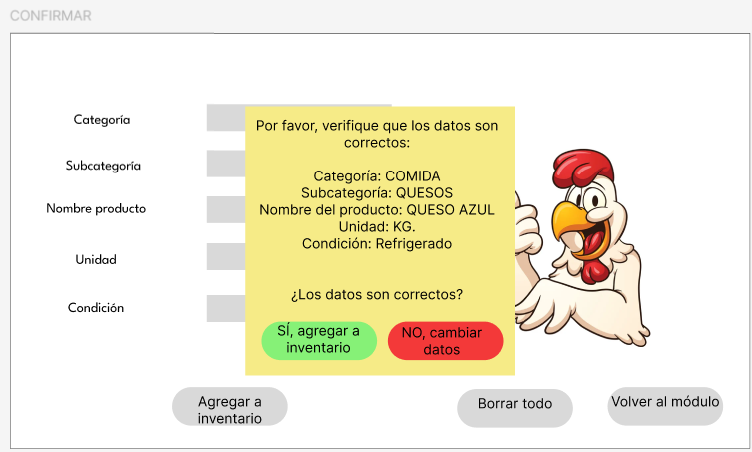 CONFIRMAR
Categoría
Subcategoría
Nombre producto
Unidad
Condición
Por favor, verifique que los datos son
correctos:
Categoría: COMIDA
Subcategoría: QUESOS
Nombre del producto: QUESO AZUL
Unidad: KG.
Condición: Refrigerado
¿Los datos son correctos?
SÍ, agregar a
inventario
NO, cambiar
datos
Agregar a
inventario
Borrar todo
Volver al módulo